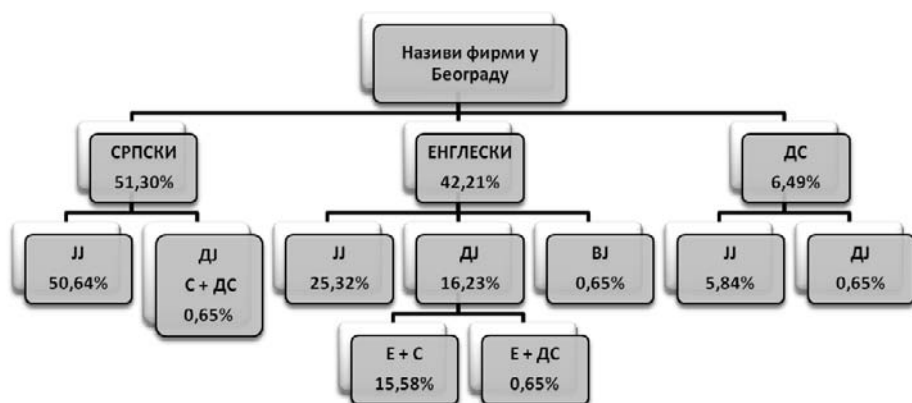 Називи фирми у
Београду
СРПСКИ
51,30%
ЕНГЛЕСКИ
42,21%
ДС
6,49%
ЈЈ
50,64%
ДЈ
С + ДС
0,65%
ЈЈ
25,32%
ДЈ
16,23%
ВЈ
0,65%
ЈЈ
5,84%
ДЈ
0,65%
Е + С
15,58%
Е + ДС
0,65%